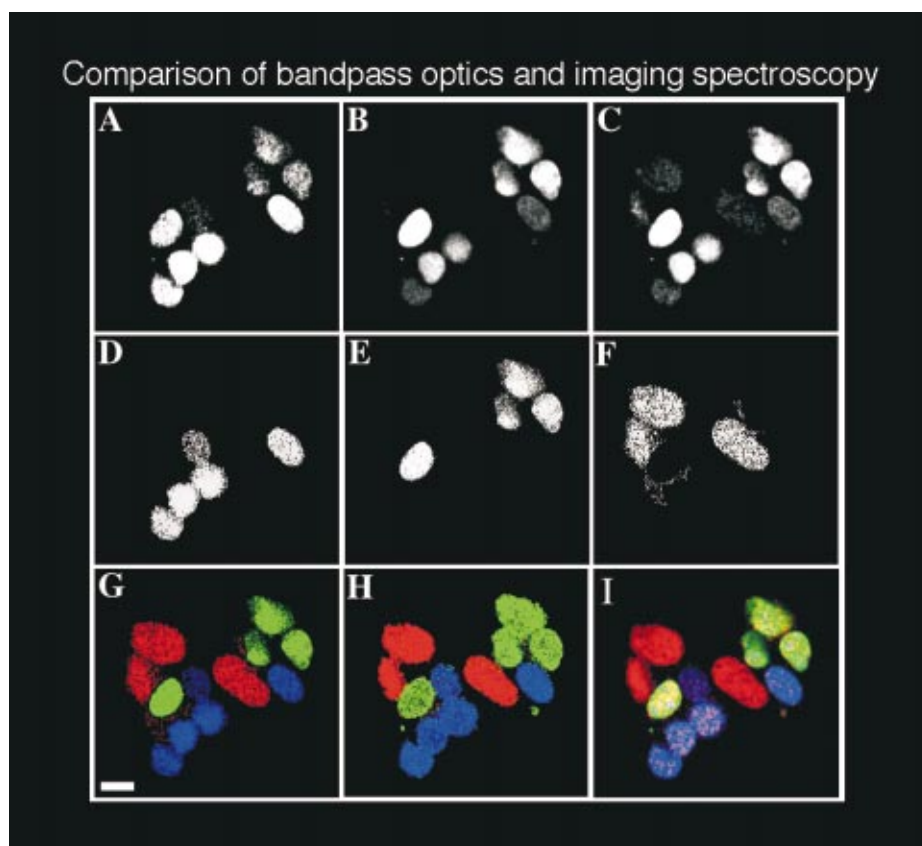 Comparison of bandpass optics and imaging spectroscopy
A
B
C
D
E
F
G
H
I